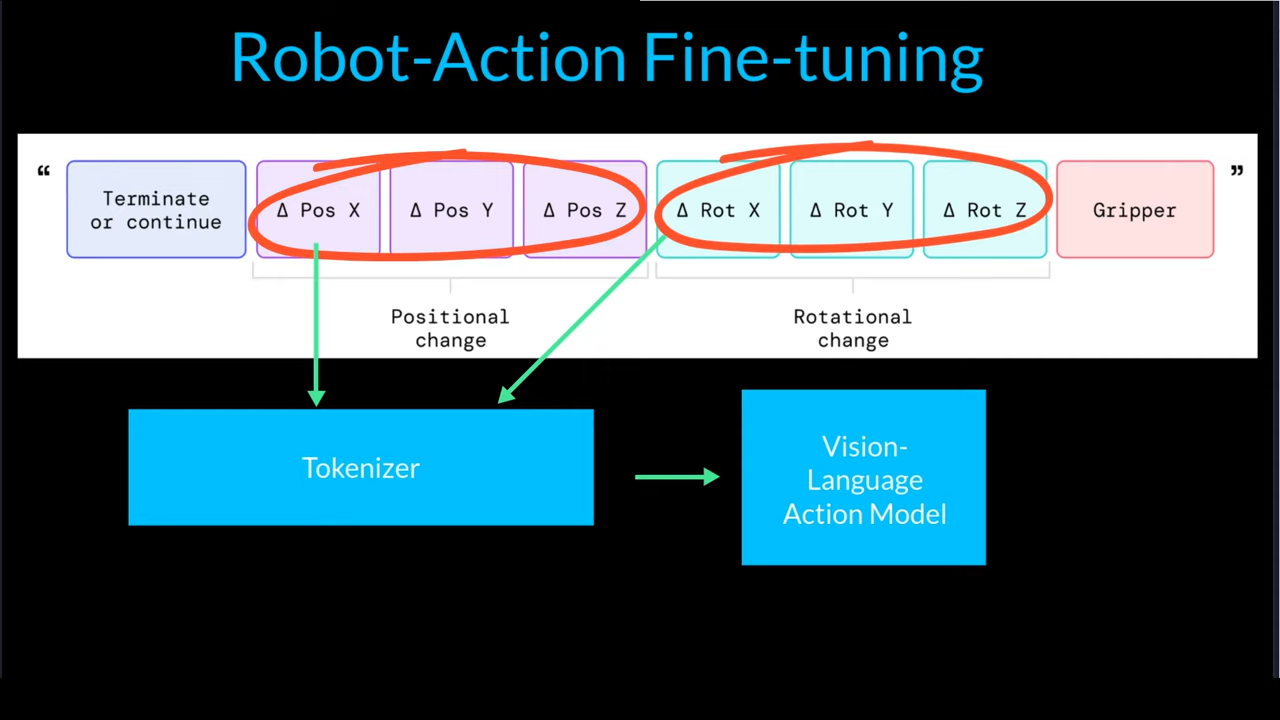 Robot-Action Fine-tuning
“ Terminate or continue Δ Pos X Δ Pos Y Δ Pos Z Δ Rot X Δ Rot Y Δ Rot Z Gripper ”
Positional change
Rotational change
Tokenizer
Vision-
Language
Action Model